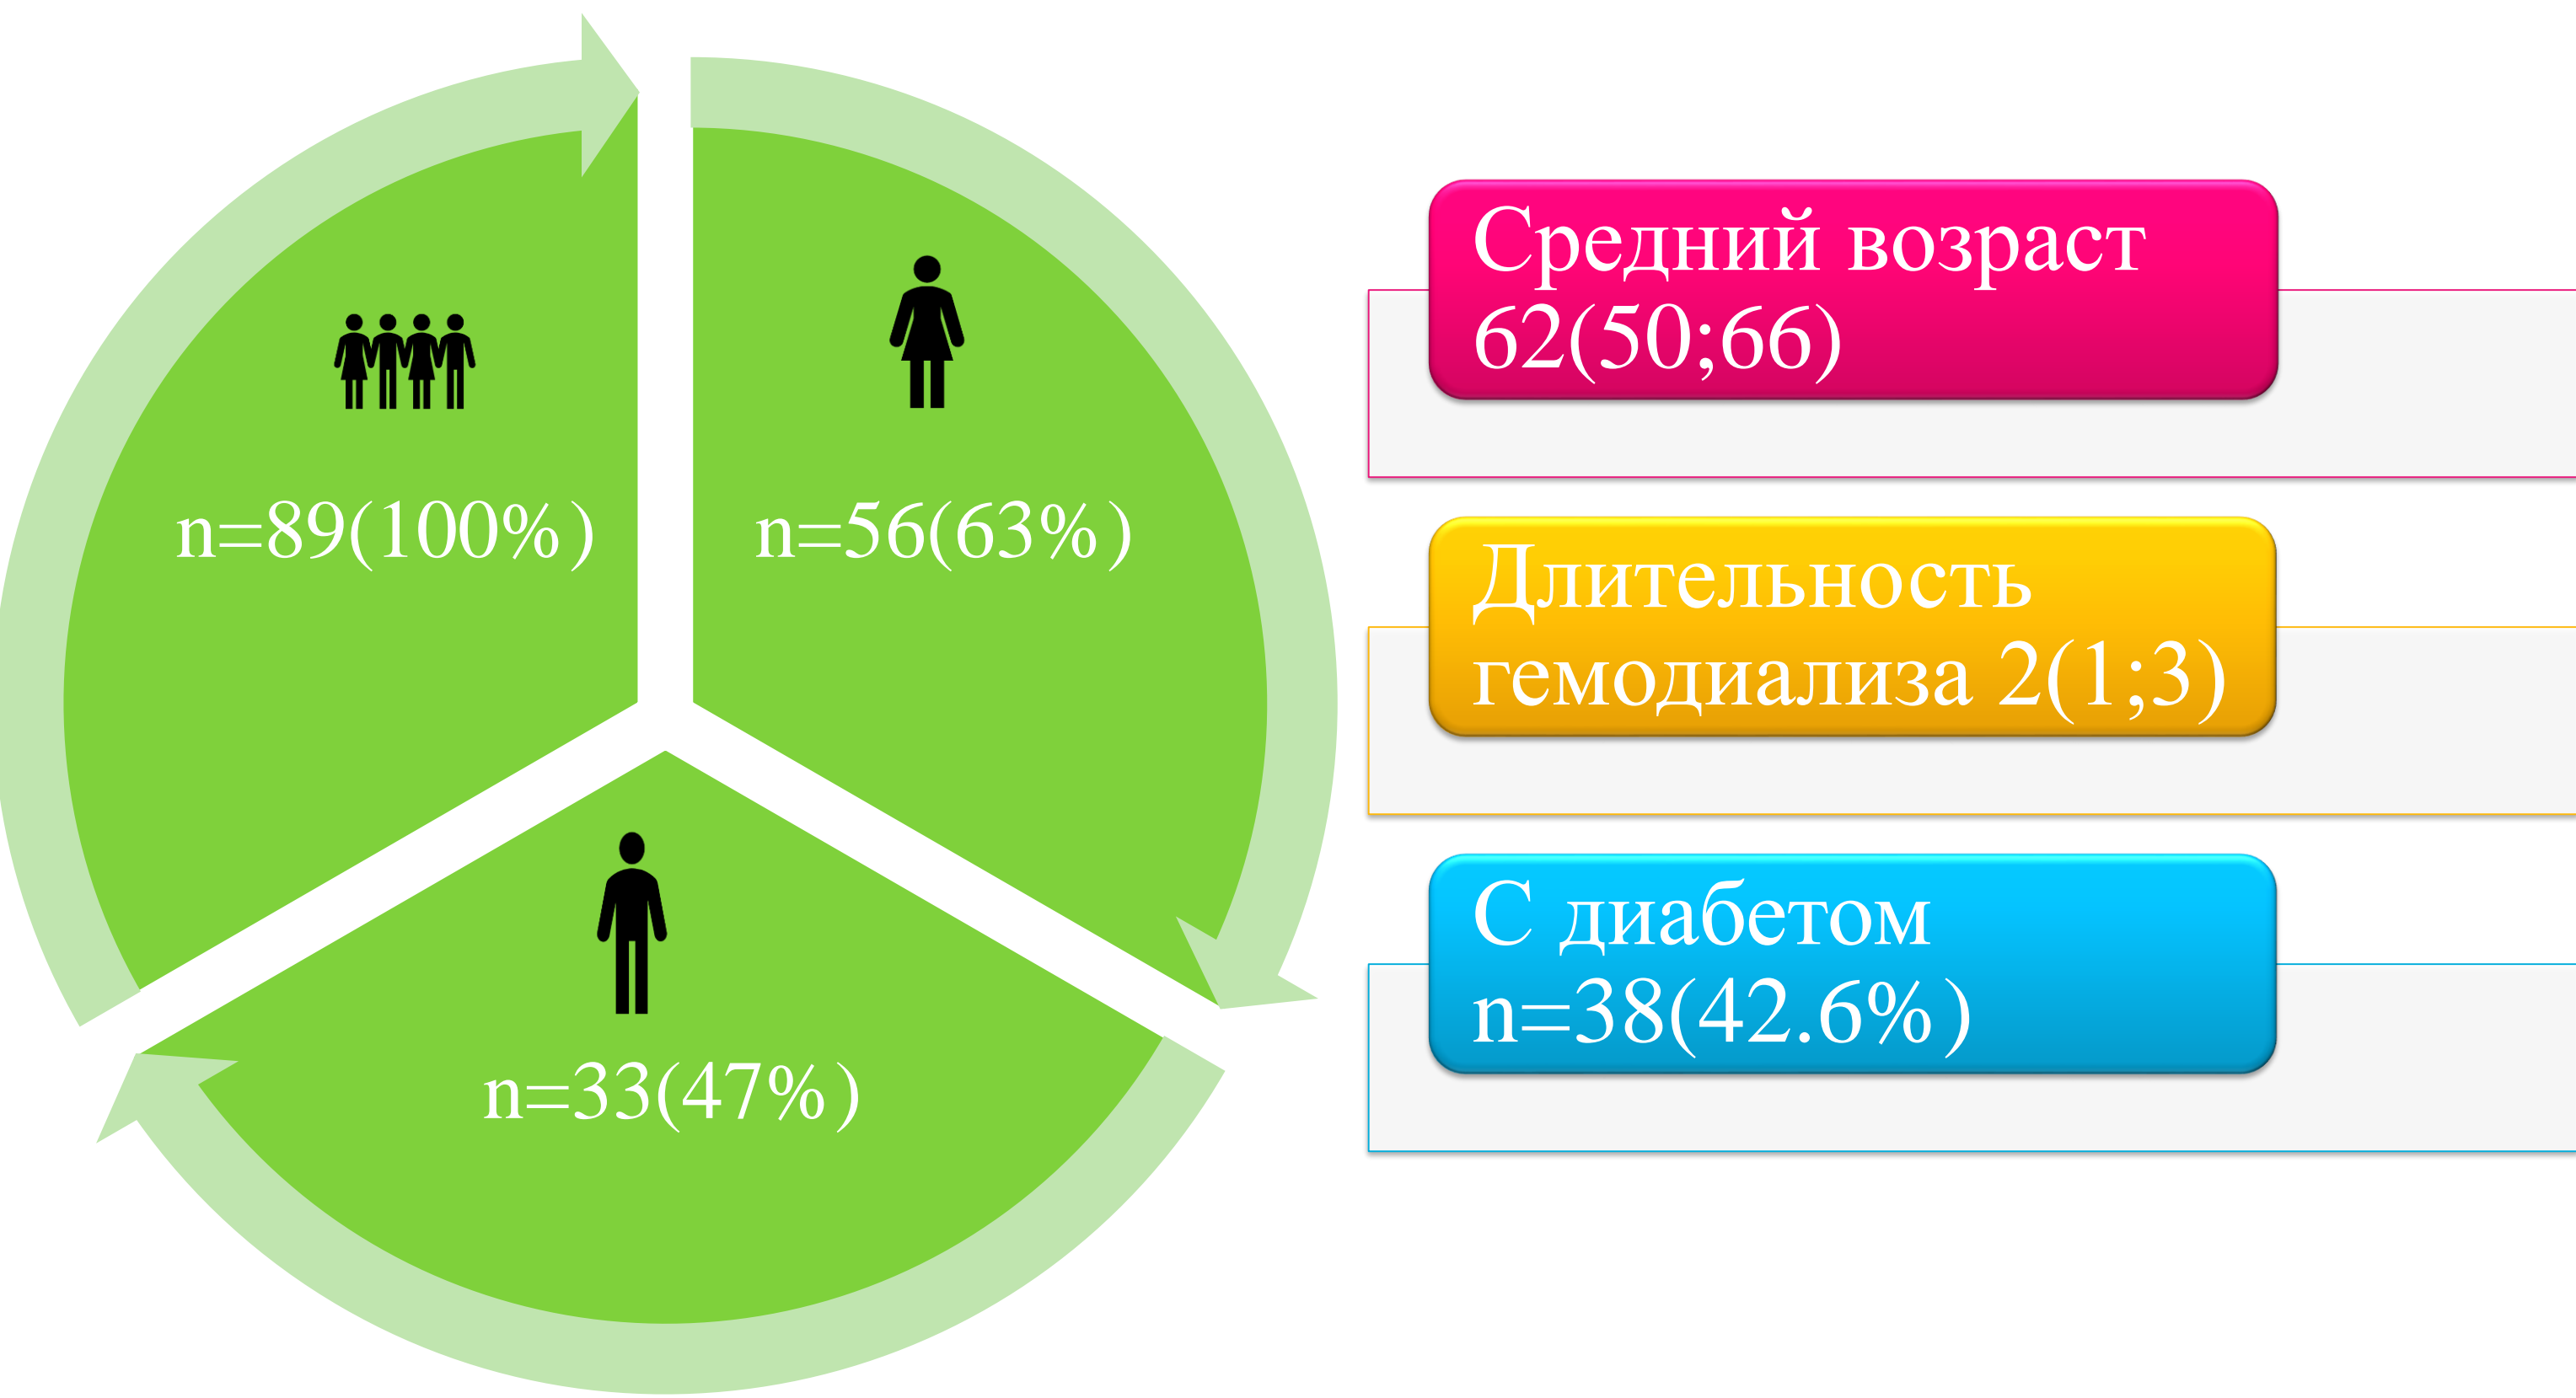 n=89(100%)
n=56(63%)
n=33(47%)
Средний возраст
62(50;66)
Длительность
гемодиализа 2(1;3)
С диабетом
n=38(42.6%)